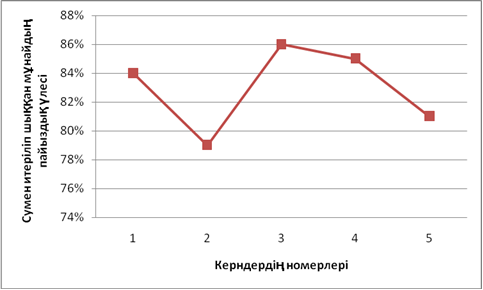 Сумен итеріліп шыққан мұнайдың
пайыздық үлесі
88%
86%
84%
82%
80%
78%
76%
74%
1 2 3 4 5
Керндердің номерлері